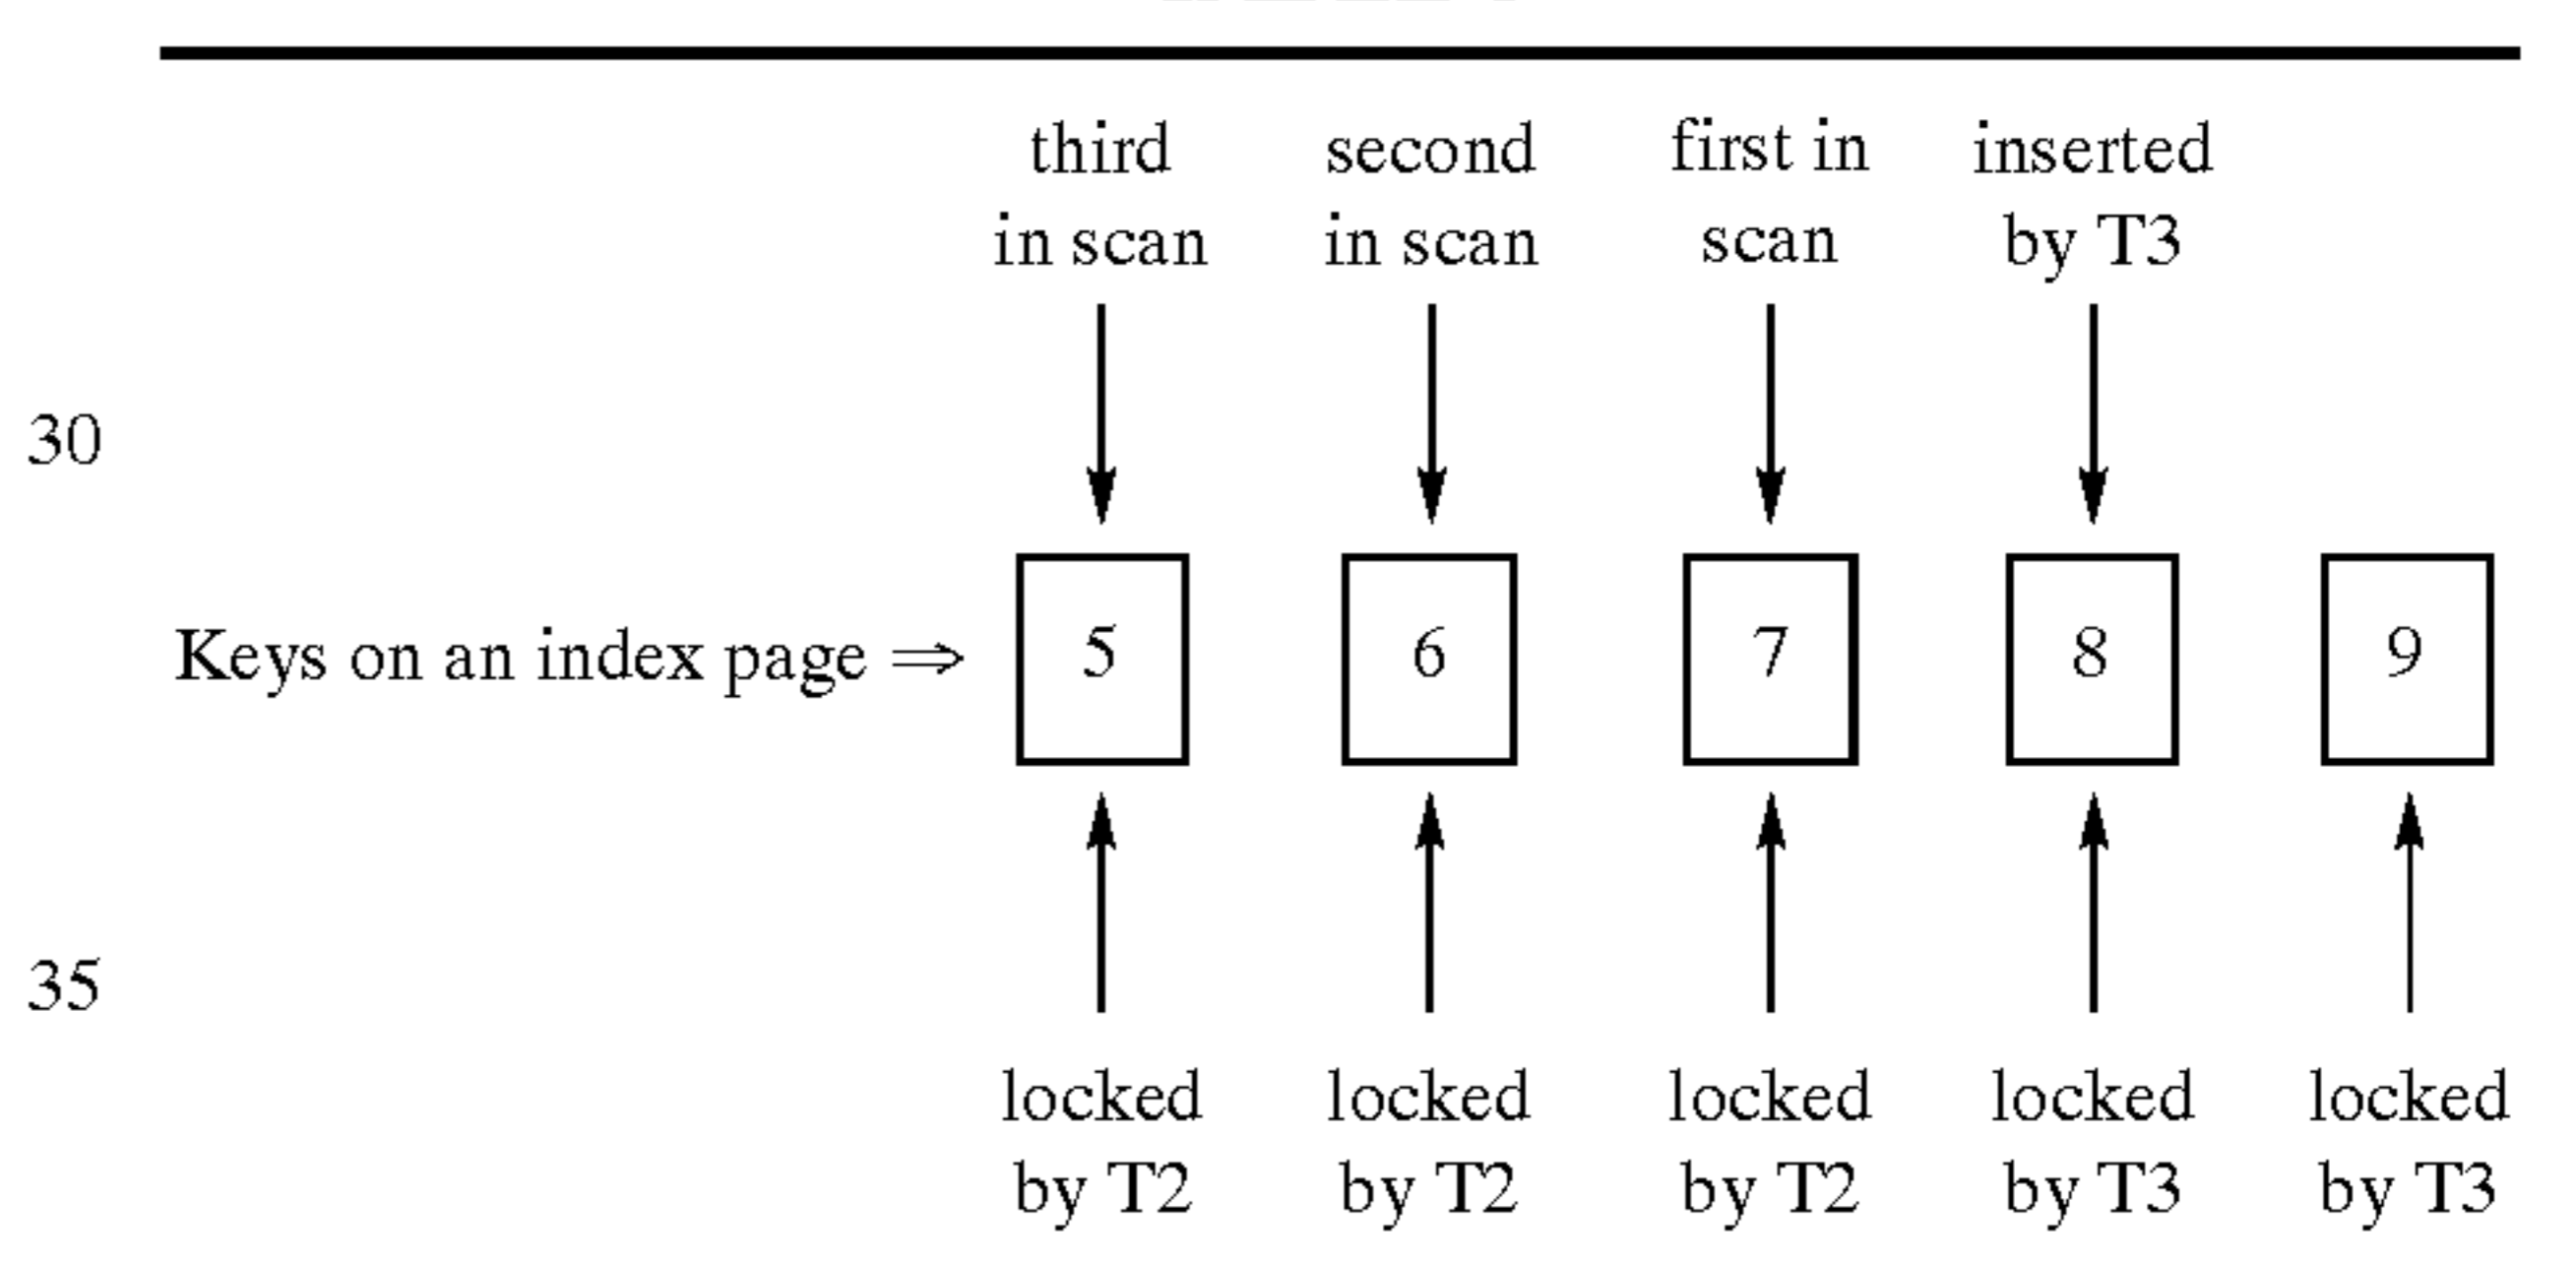 third second first in inserted
in scan in scan scan by T3
30
Keys on an index page ⇒ 5 6 7 8 9
35
locked locked locked locked locked
by T2 by T2 by T2 by T3 by T3